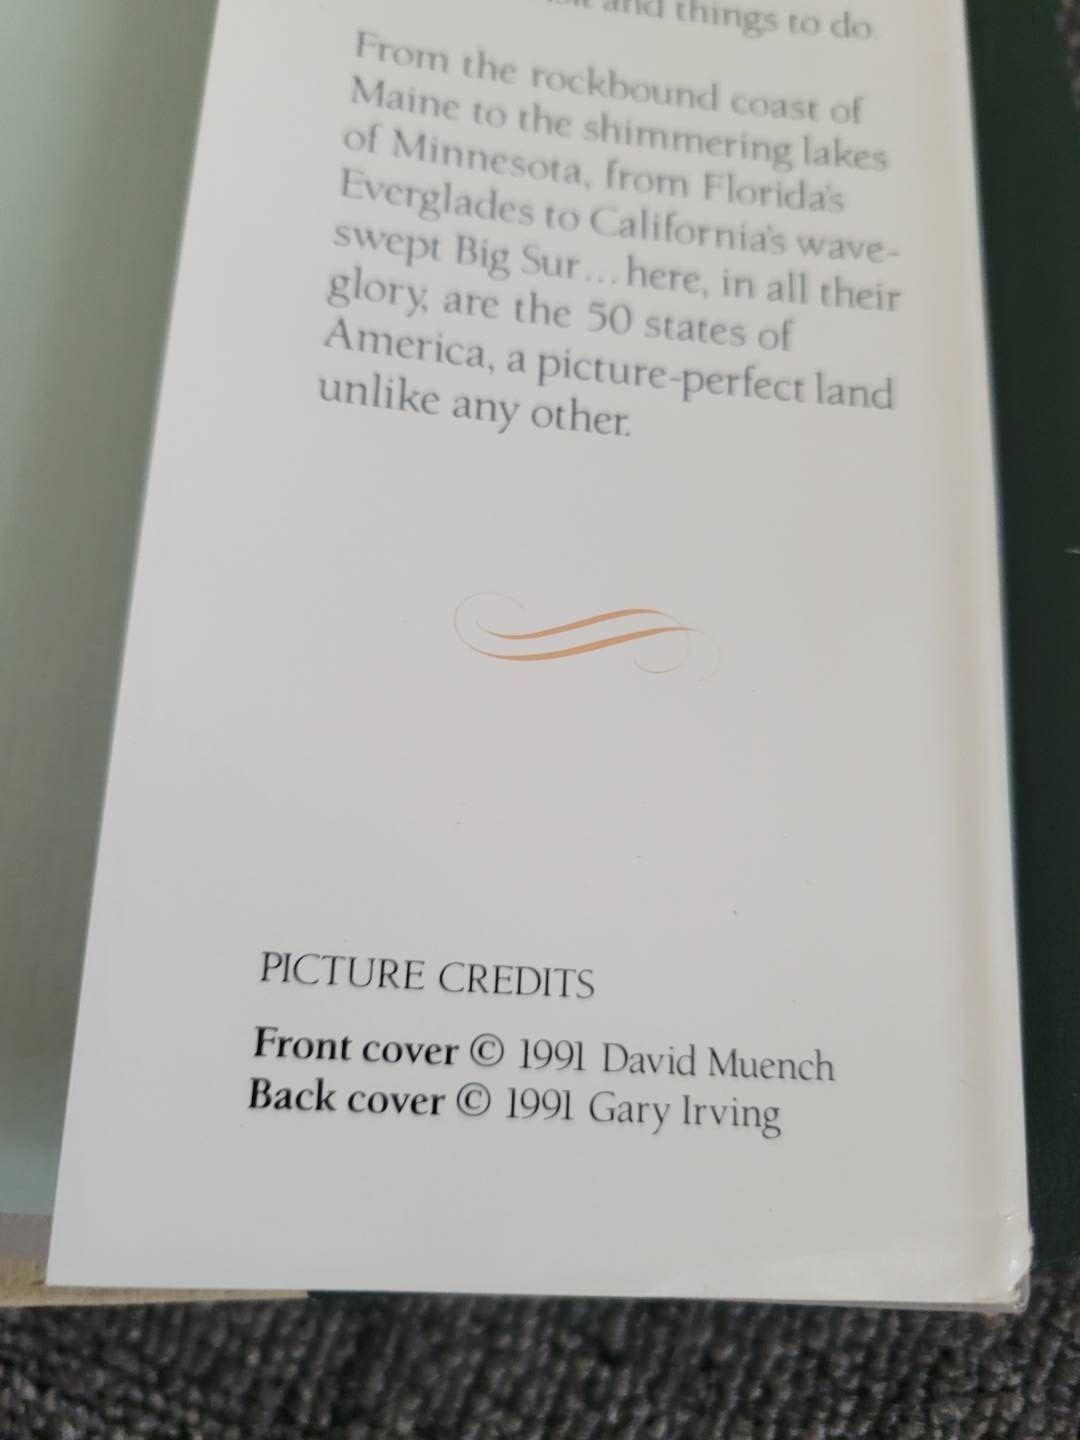 and things to do.
From the rockbound coast of
Maine to the shimmering lakes
of Minnesota, from Florida's
Everglades to California's wave-
swept Big Sur... here, in all their
glory, are the 50 states of
America, a picture-perfect land
unlike any other.
PICTURE CREDITS
Front cover © 1991 David Muench
Back cover © 1991 Gary Irving